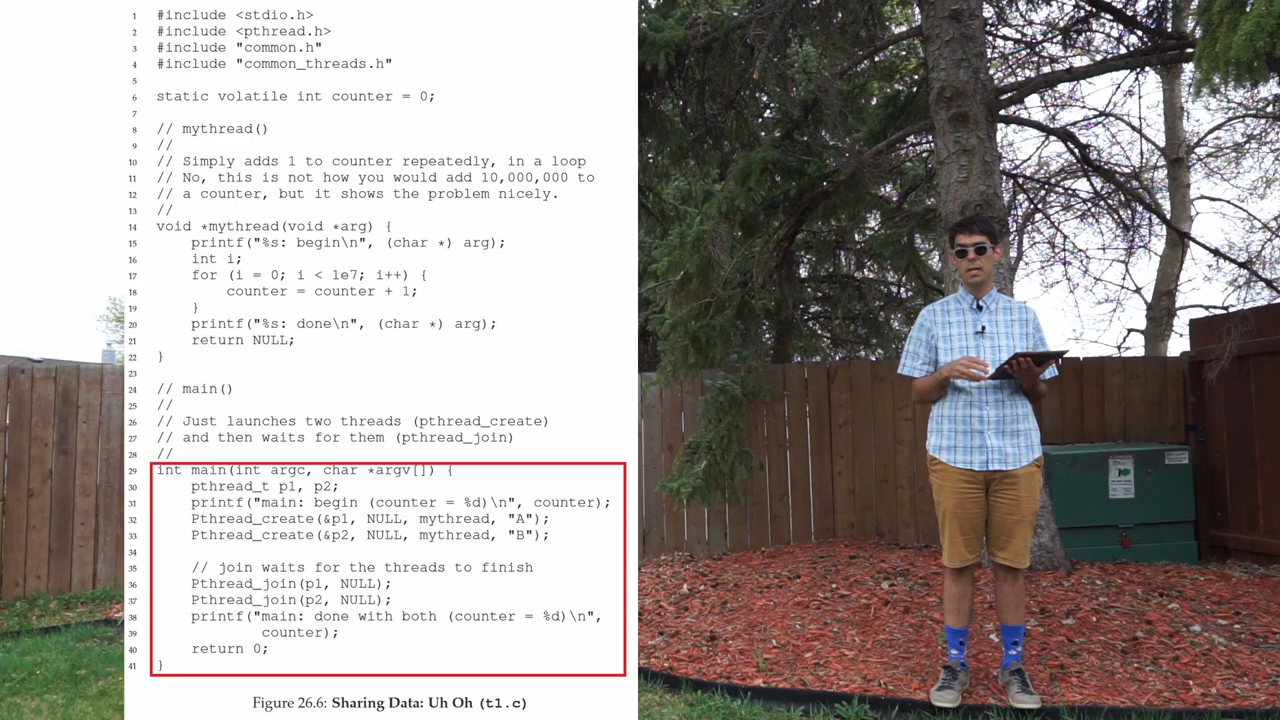 1 #include <stdio.h>
2 #include <pthread.h>
3 #include "common.h"
4 #include "common_threads.h"
5
6 static volatile int counter = 0;
7
8 // mythread()
9 //
10 // Simply adds 1 to counter repeatedly, in a loop
11 // No, this is not how you would add 10,000,000 to
12 // a counter, but it shows the problem nicely.
13 //
14 void *mythread(void *arg) {
15     printf("%s: begin\n", (char *) arg);
16     int i;
17     for (i = 0; i < 1e7; i++) {
18         counter = counter + 1;
19     }
20     printf("%s: done\n", (char *) arg);
21     return NULL;
22 }
23
24 // main()
25 //
26 // Just launches two threads (pthread_create)
27 // and then waits for them (pthread_join)
28 //
29 int main(int argc, char *argv[]) {
30     pthread_t p1, p2;
31     printf("main: begin (counter = %d)\n", counter);
32     Pthread_create(&p1, NULL, mythread, "A");
33     Pthread_create(&p2, NULL, mythread, "B");
34
35     // join waits for the threads to finish
36     Pthread_join(p1, NULL);
37     Pthread_join(p2, NULL);
38     printf("main: done with both (counter = %d)\n",
39             counter);
40     return 0;
41 }
Figure 26.6: Sharing Data: Uh Oh (t1.c)